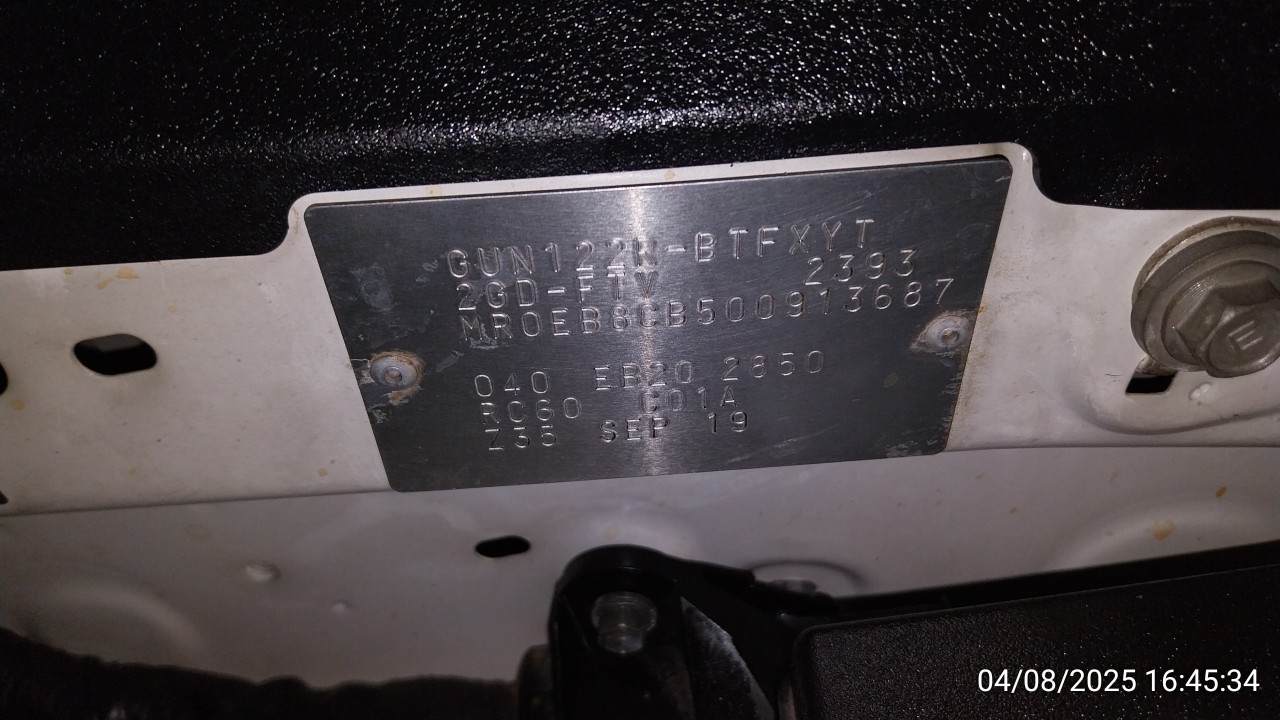 GUN122R-BTFXYT
2GD-FTV 2393
MR0EB8CB500913687
040 EB20 2850
RC60 C01A
Z35 SEP 19
E
04/08/2025 16:45:34